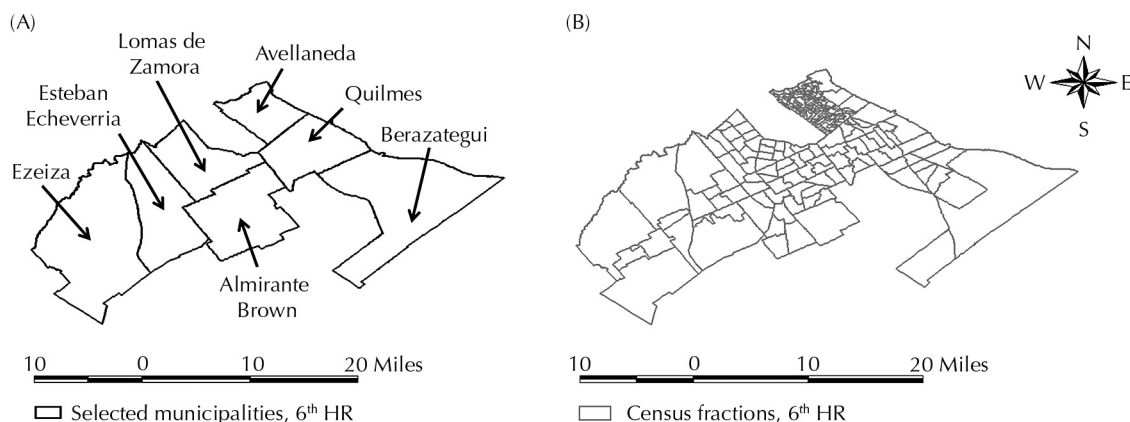 (A)
Lomas de
Zamora
Avellaneda
Esteban
Echeverria
Quilmes
Berazategui
Ezeiza
Almirante
Brown
10 0 10 20 Miles
Selected municipalities, 6th HR
(B)
N
W E
S
10 0 10 20 Miles
Census fractions, 6th HR